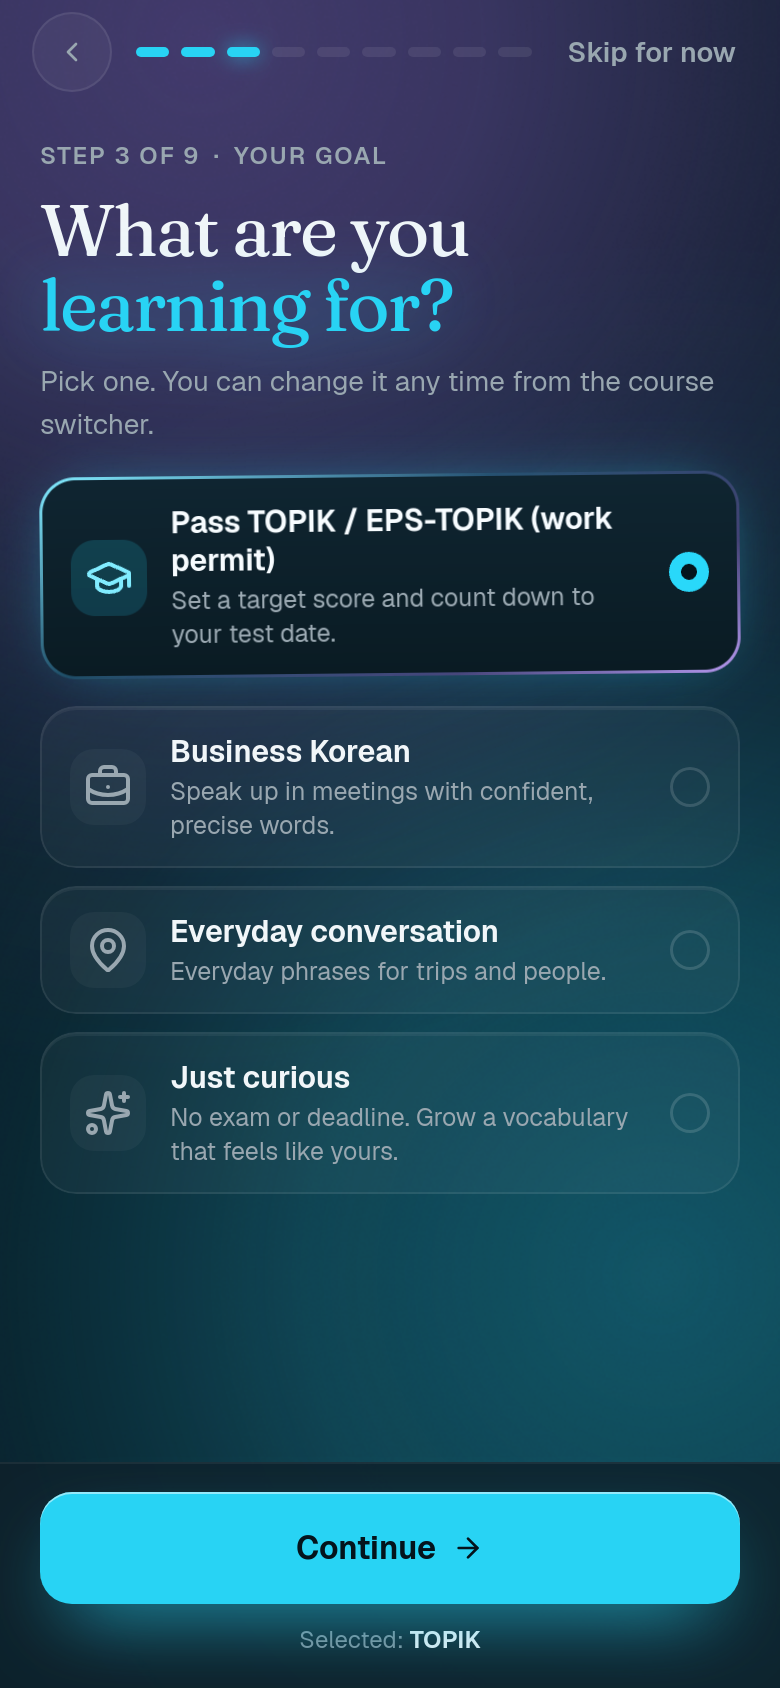 Skip for now
STEP 3 OF 9 · YOUR GOAL
What are you
learning for?
Pick one. You can change it any time from the course
switcher.
Pass TOPIK / EPS-TOPIK (work
permit)
Set a target score and count down to
your test date.
Business Korean
Speak up in meetings with confident,
precise words.
Everyday conversation
Everyday phrases for trips and people.
Just curious
No exam or deadline. Grow a vocabulary
that feels like yours.
Continue →
Selected: TOPIK